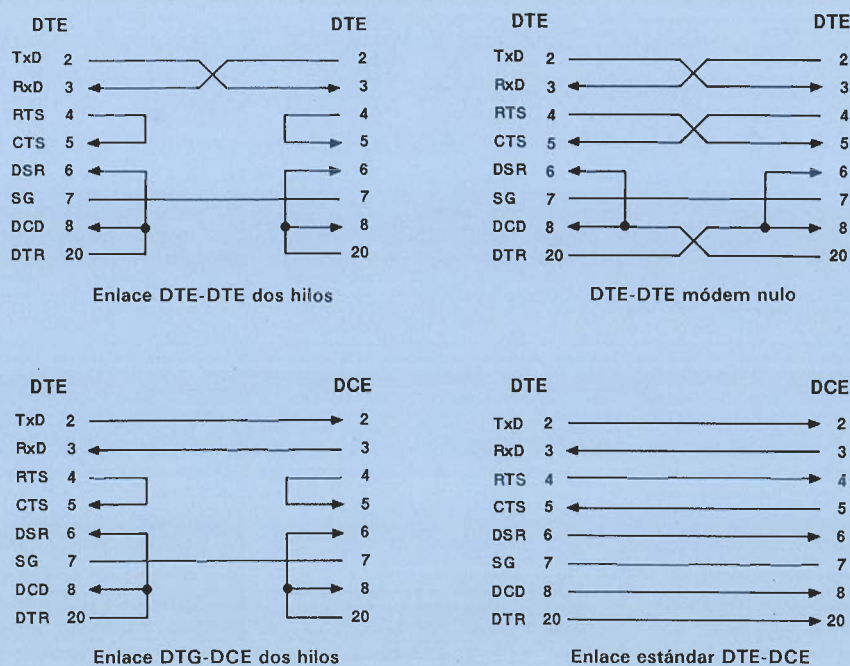 DTE DTE
TxD 2 2
RxD 3 3
RTS 4 4
CTS 5 5
DSR 6 6
SG 7 7
DCD 8 8
DTR 20 20
Enlace DTE-DTE dos hilos
DTE DTE
TxD 2 2
RxD 3 3
RTS 4 4
CTS 5 5
DSR 6 6
SG 7 7
DCD 8 8
DTR 20 20
DTE-DTE módem nulo
DTE DCE
TxD 2 2
RxD 3 3
RTS 4 4
CTS 5 5
DSR 6 6
SG 7 7
DCD 8 8
DTR 20 20
Enlace DTG-DCE dos hilos
DTE DCE
TxD 2 2
RxD 3 3
RTS 4 4
CTS 5 5
DSR 6 6
SG 7 7
DCD 8 8
DTR 20 20
Enlace estándar DTE-DCE